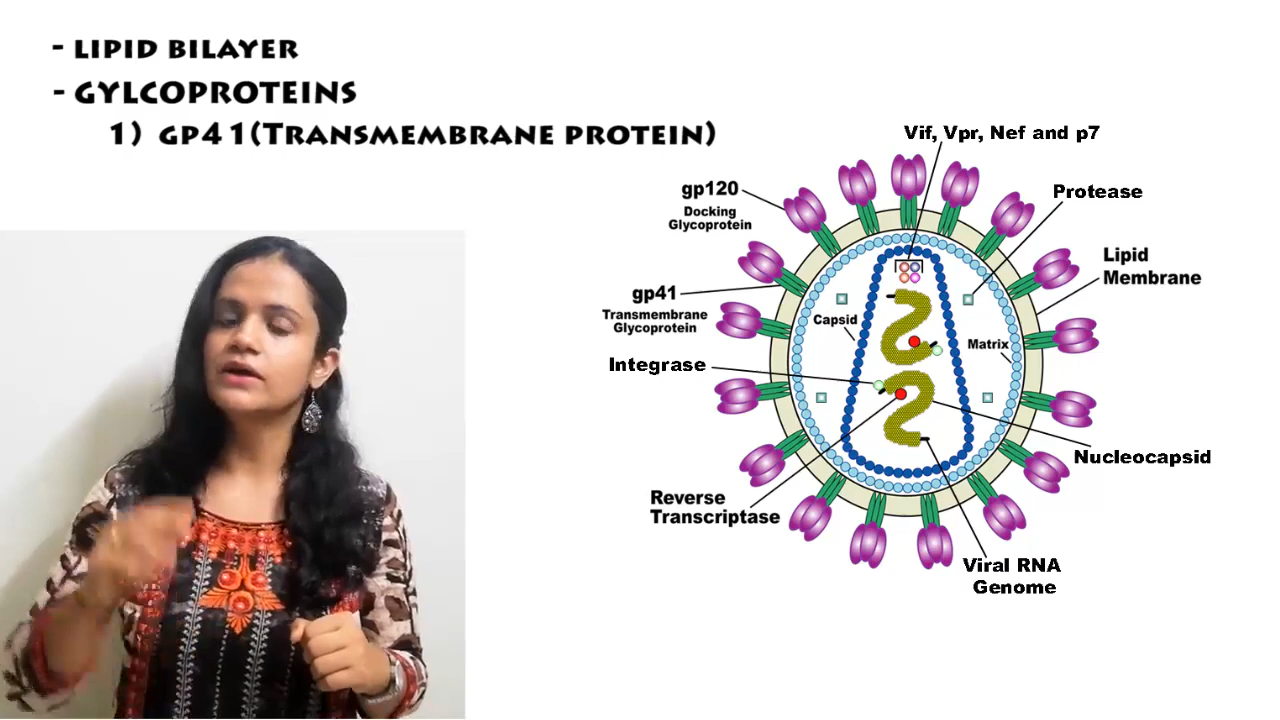 - LIPID BILAYER
- GYLCOPROTEINS
1) GP41(TRANSMEMBRANE PROTEIN)
Vif, Vpr, Nef and p7
gp120
Docking
Glycoprotein
Protease
Lipid
Membrane
gp41
Transmembrane
Glycoprotein
Capsid
Matrix
Integrase
Nucleocapsid
Reverse
Transcriptase
Viral RNA
Genome